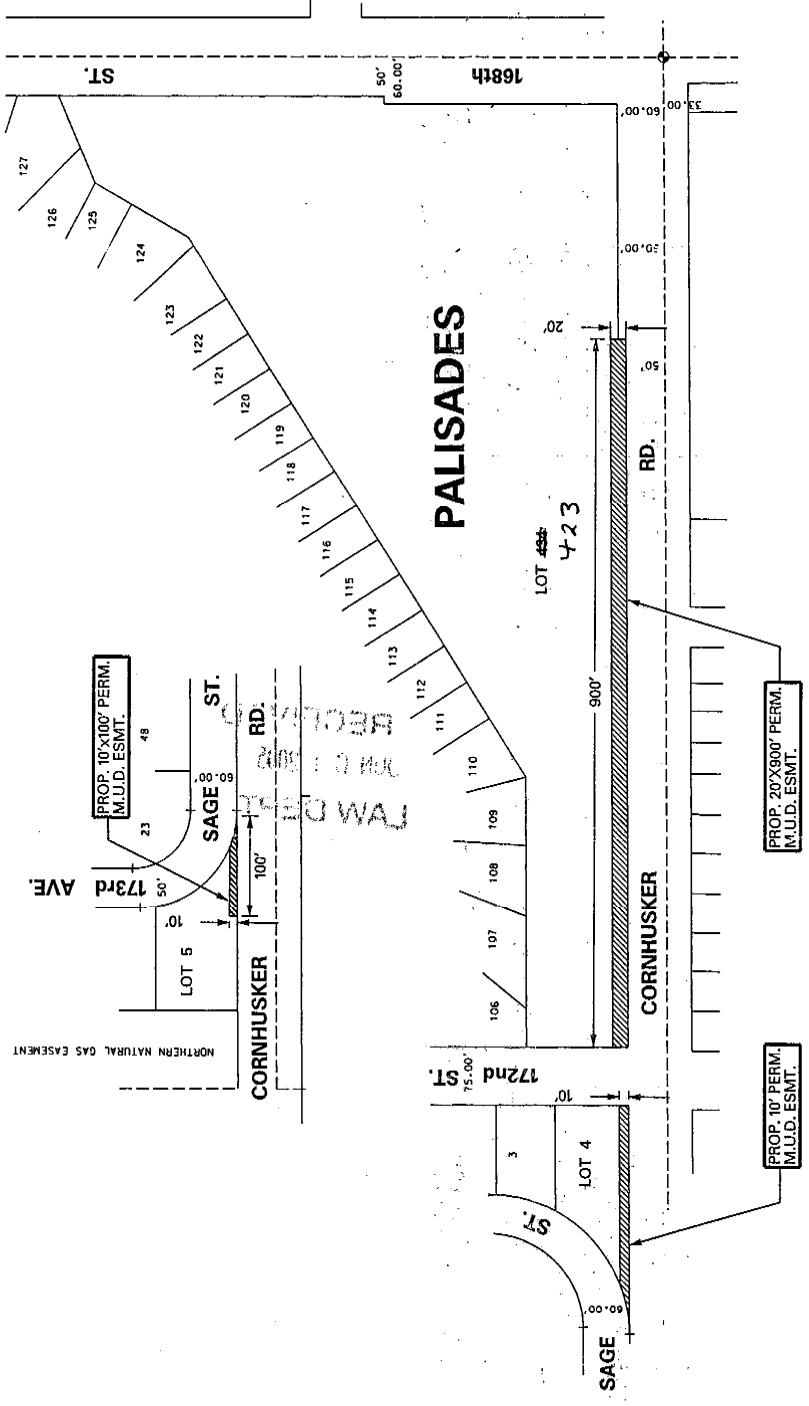 ST.
50'
60.00'
168th
127
126
125
124
123
122
121
120
119
118
117
116
115
114
113
112
111
110
109
108
107
106
33.00'
60.00'
50.00'
20'
50'
PALISADES
LOT 434
423
RD.
900'
CORNHUSKER
PROP. 20'X900' PERM.
M.U.D. ESMT.
PROP. 10'x100' PERM.
M.U.D. ESMT.
48
23
ST.
60.00'
SAGE
RD.
173rd AVE.
50'
100'
10'
LOT 5
CORNHUSKER
NORTHERN NATURAL GAS EASEMENT
RECEIVED
LAW DEPT
172nd ST.
75.00'
10'
3
LOT 4
ST.
60.00'
SAGE
PROP. 10' PERM.
M.U.D. ESMT.